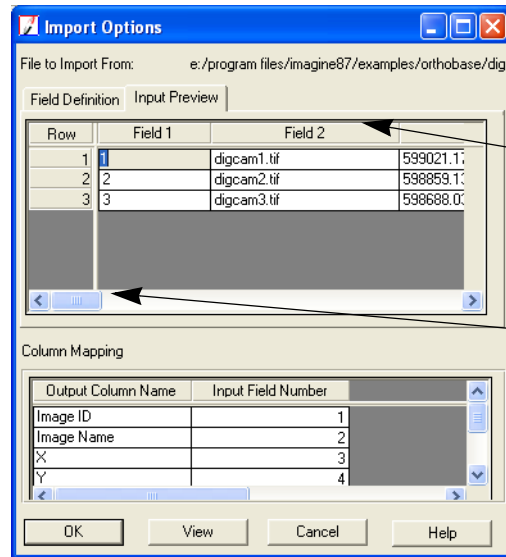 Import Options
File to Import From: e:/program files/imagine87/examples/orthobase/dig
Field Definition Input Preview
Row Field 1 Field 2
1 1 digcam1.tif 599021.17
2 2 digcam2.tif 598859.13
3 3 digcam3.tif 598688.03
Column Mapping
Output Column Name Input Field Number
Image ID 1
Image Name 2
X 3
Y 4
OK View Cancel Help